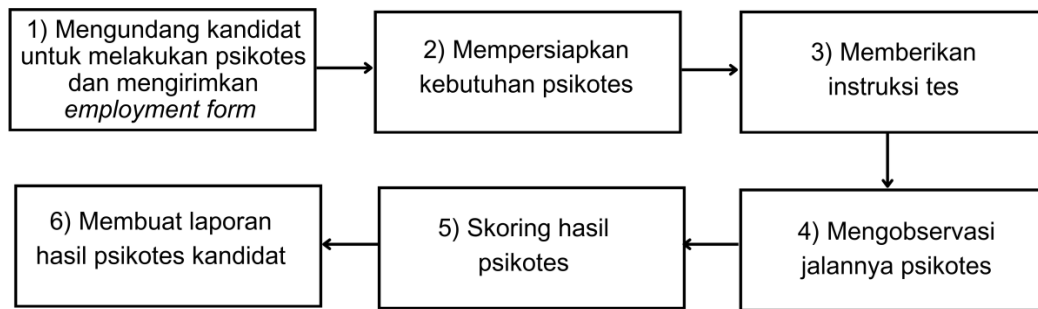 1) Mengundang kandidat
untuk melakukan psikotes
dan mengirimkan
employment form
2) Mempersiapkan
kebutuhan psikotes
3) Memberikan
instruksi tes
4) Mengobservasi
jalannya psikotes
5) Skoring hasil
psikotes
6) Membuat laporan
hasil psikotes kandidat